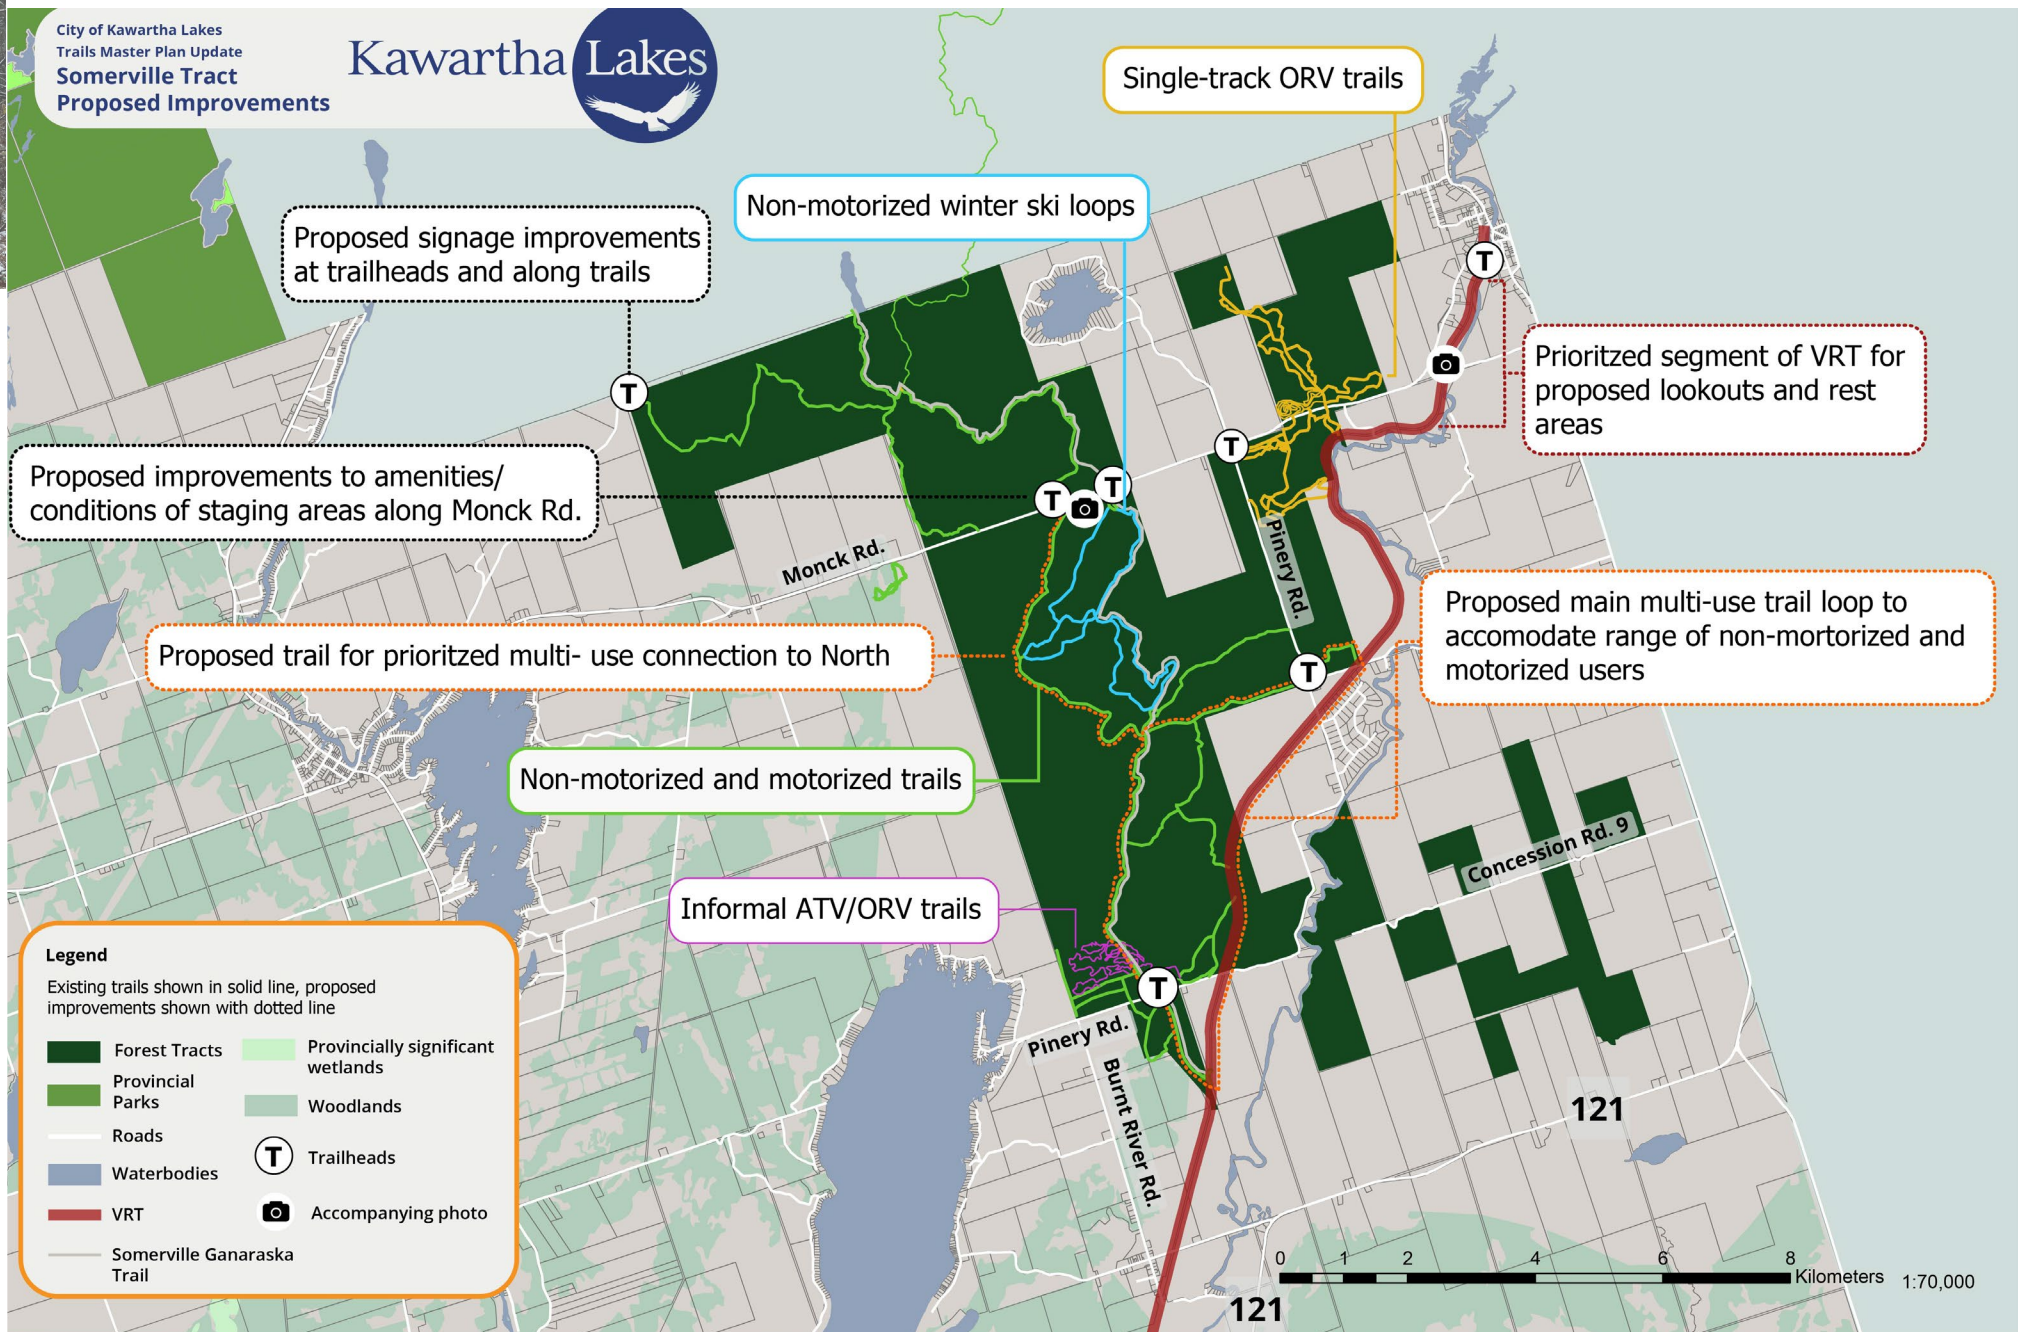 City of Kawartha Lakes
Trails Master Plan Update
Somerville Tract
Proposed Improvements
Kawartha Lakes
Single-track ORV trails
Non-motorized winter ski loops
Proposed signage improvements
at trailheads and along trails
T
T
Prioritzed segment of VRT for
proposed lookouts and rest
areas
T
Proposed improvements to amenities/
conditions of staging areas along Monck Rd.
T
T
Monck Rd.
Pinery Rd.
Proposed main multi-use trail loop to
accomodate range of non-mortorized and
motorized users
Proposed trail for prioritzed multi- use connection to North
T
Non-motorized and motorized trails
Concession Rd. 9
Informal ATV/ORV trails
T
Pinery Rd.
Burnt River Rd.
121
121
Legend
Existing trails shown in solid line, proposed
improvements shown with dotted line
Forest Tracts
Provincially significant
wetlands
Provincial
Parks
Woodlands
Roads
T
Trailheads
Waterbodies
VRT
Accompanying photo
Somerville Ganaraska
Trail
0 1 2 4 6 8
Kilometers
1:70,000